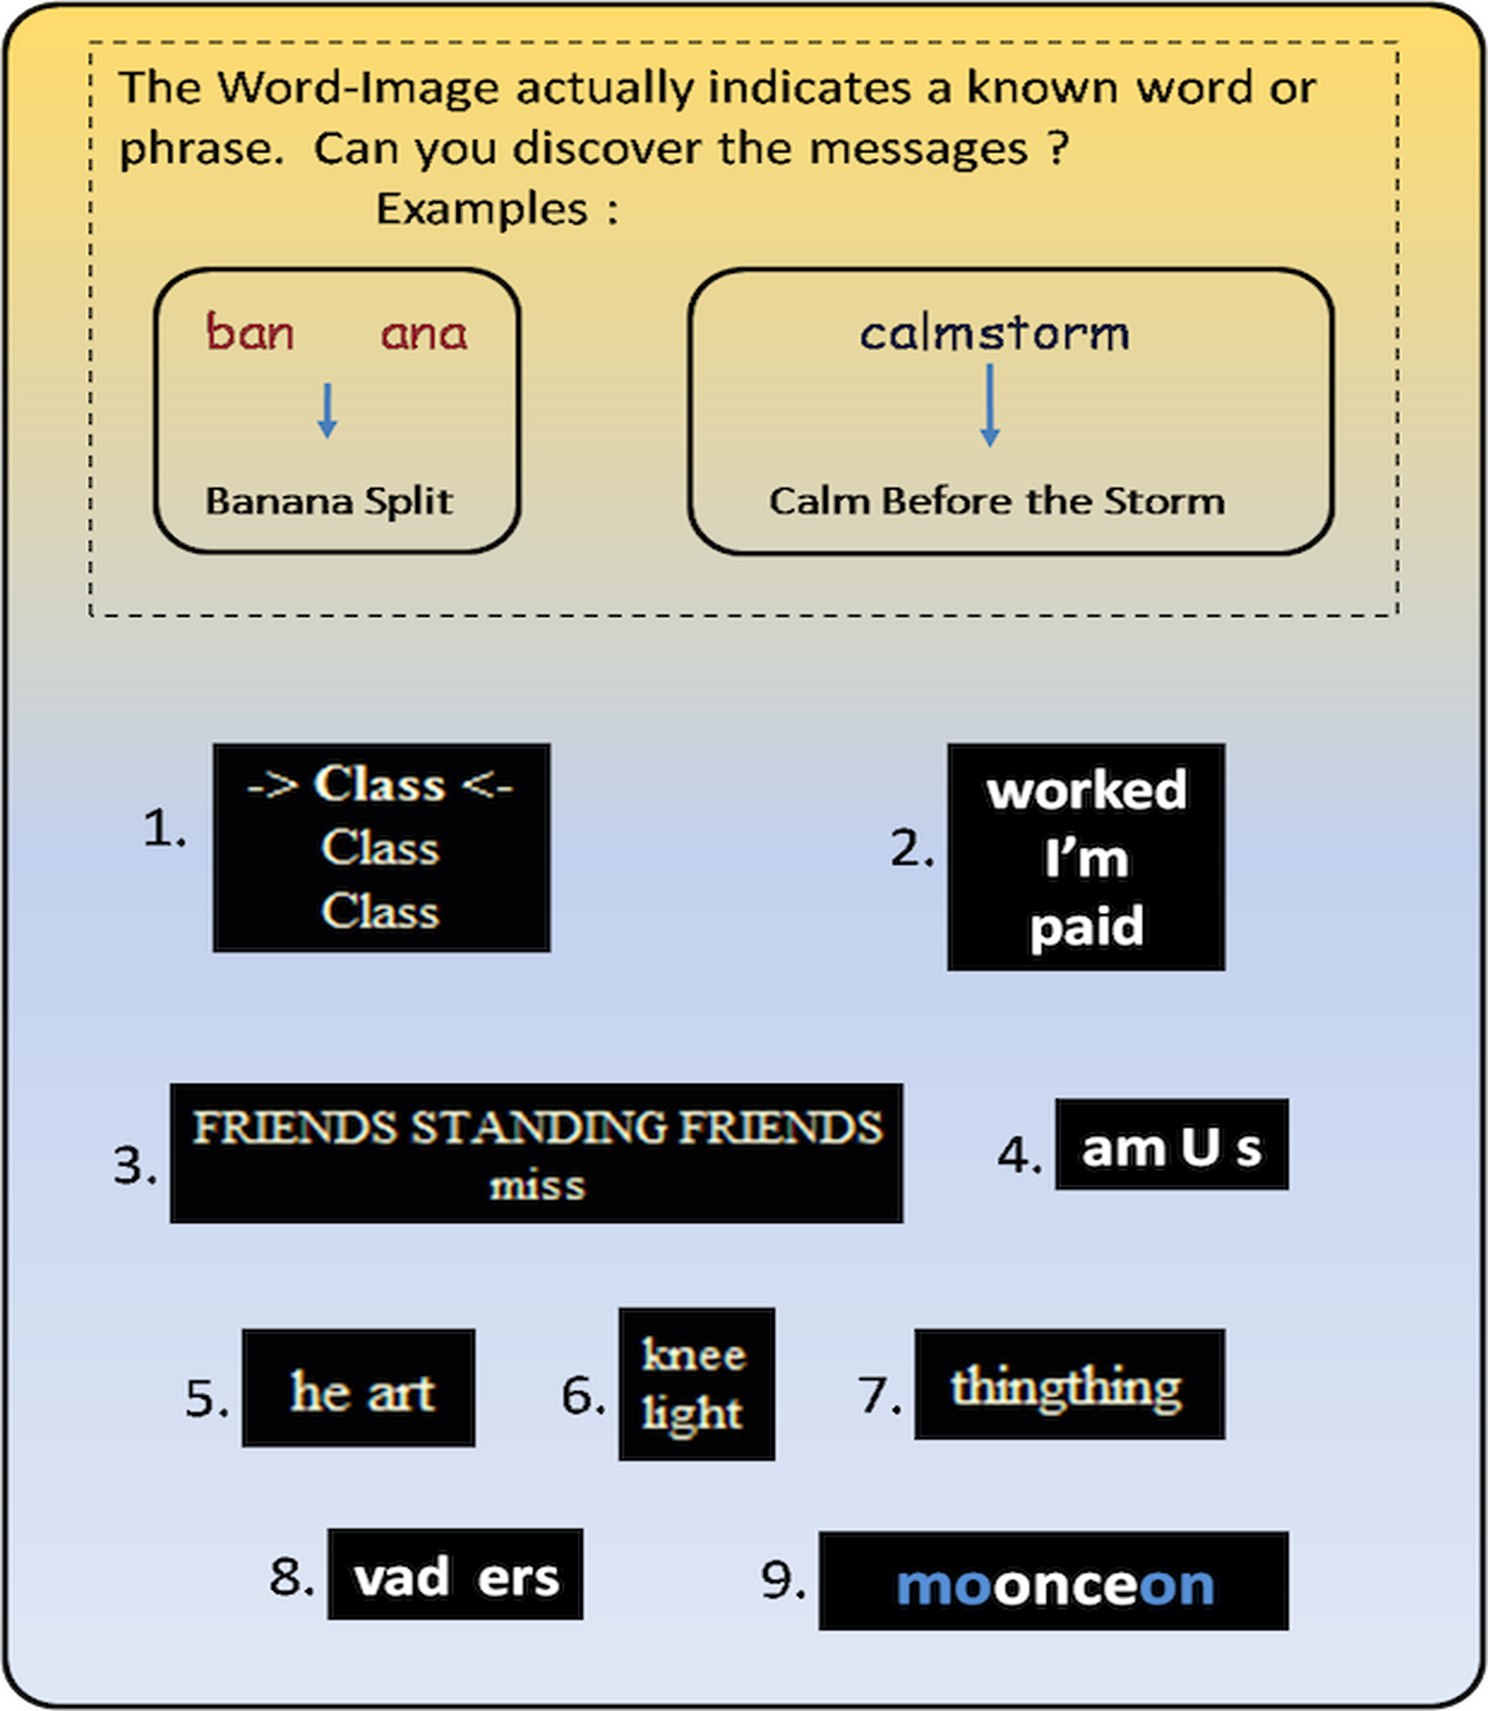 The Word-Image actually indicates a known word or
phrase. Can you discover the messages ?
Examples :
ban ana
Banana Split
calmstorm
Calm Before the Storm
1.
-> Class <-
Class
Class
2.
worked
I'm
paid
3.
FRIENDS STANDING FRIENDS
miss
4. am U s
5. he art
6.
knee
light
7. thingthing
8. vad ers
9. moonceon